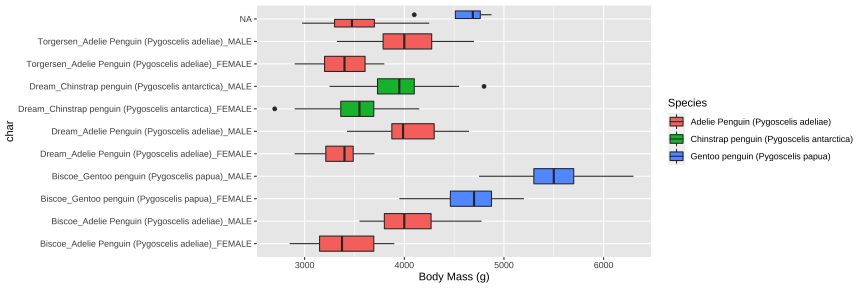 NA
Torgersen_Adelie Penguin (Pygoscelis adeliae)_MALE
Torgersen_Adelie Penguin (Pygoscelis adeliae)_FEMALE
Dream_Chinstrap penguin (Pygoscelis antarctica)_MALE
Dream_Chinstrap penguin (Pygoscelis antarctica)_FEMALE
Dream_Adelie Penguin (Pygoscelis adeliae)_MALE
Dream_Adelie Penguin (Pygoscelis adeliae)_FEMALE
Biscoe_Gentoo penguin (Pygoscelis papua)_MALE
Biscoe_Gentoo penguin (Pygoscelis papua)_FEMALE
Biscoe_Adelie Penguin (Pygoscelis adeliae)_MALE
Biscoe_Adelie Penguin (Pygoscelis adeliae)_FEMALE
char
3000 4000 5000 6000
Body Mass (g)
Species
Adelie Penguin (Pygoscelis adeliae)
Chinstrap penguin (Pygoscelis antarctica)
Gentoo penguin (Pygoscelis papua)